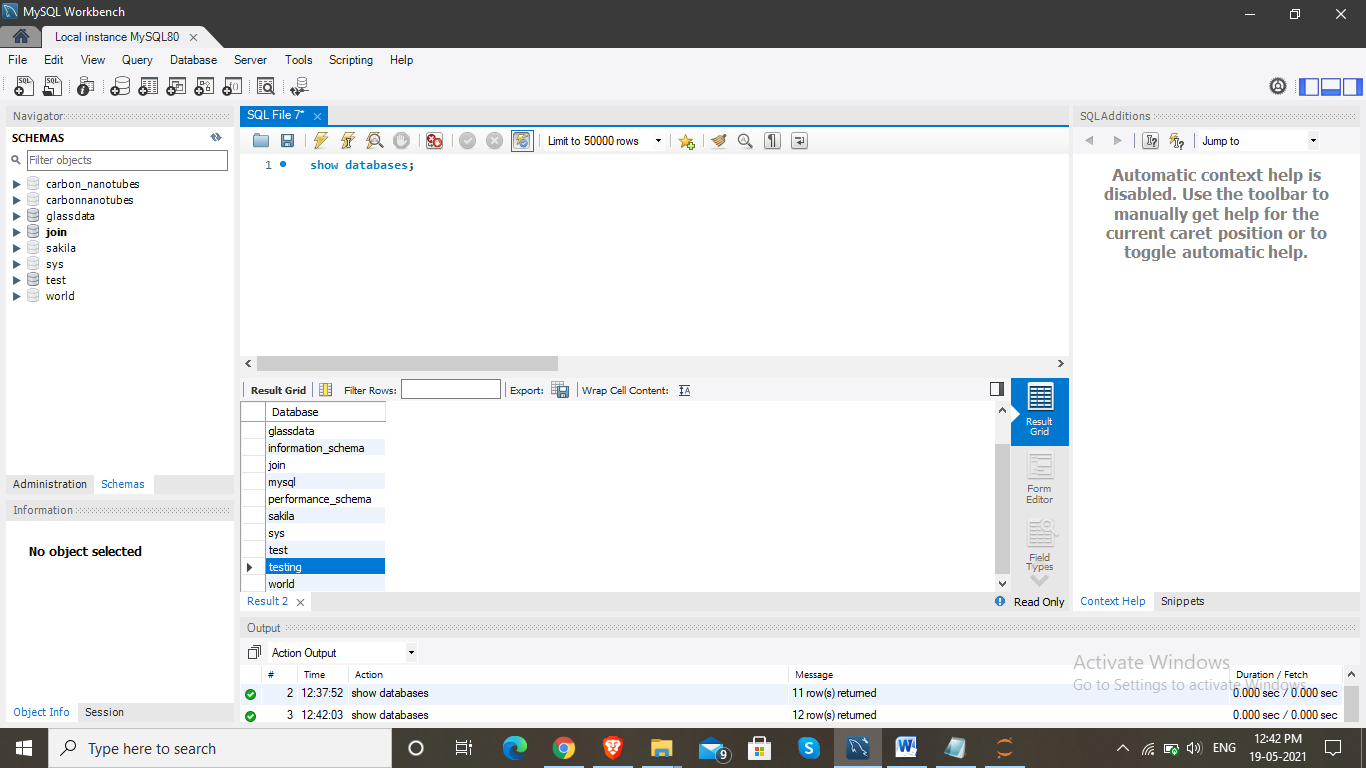 MySQL Workbench
Local instance MySQL80
File Edit View Query Database Server Tools Scripting Help
Navigator
SCHEMAS
Filter objects
carbon_nanotubes
carbonnanotubes
glassdata
join
sakila
sys
test
world
Administration Schemas
Information
No object selected
Object Info Session
SQL File 7*
Limit to 50000 rows
1 show databases;
Result Grid Filter Rows: Export: Wrap Cell Content:
Database
glassdata
information_schema
join
mysql
performance_schema
sakila
sys
test
testing
world
Result 2
Read Only
Result
Grid
Form
Editor
Field
Types
SQLAdditions
Jump to
Automatic context help is
disabled. Use the toolbar to
manually get help for the
current caret position or to
toggle automatic help.
Context Help Snippets
Output
Action Output
# Time Action Message Duration / Fetch
2 12:37:52 show databases 11 row(s) returned 0.000 sec / 0.000 sec
3 12:42:03 show databases 12 row(s) returned 0.000 sec / 0.000 sec
Activate Windows
Go to Settings to activate Windows.
Type here to search
9
ENG
12:42 PM
19-05-2021